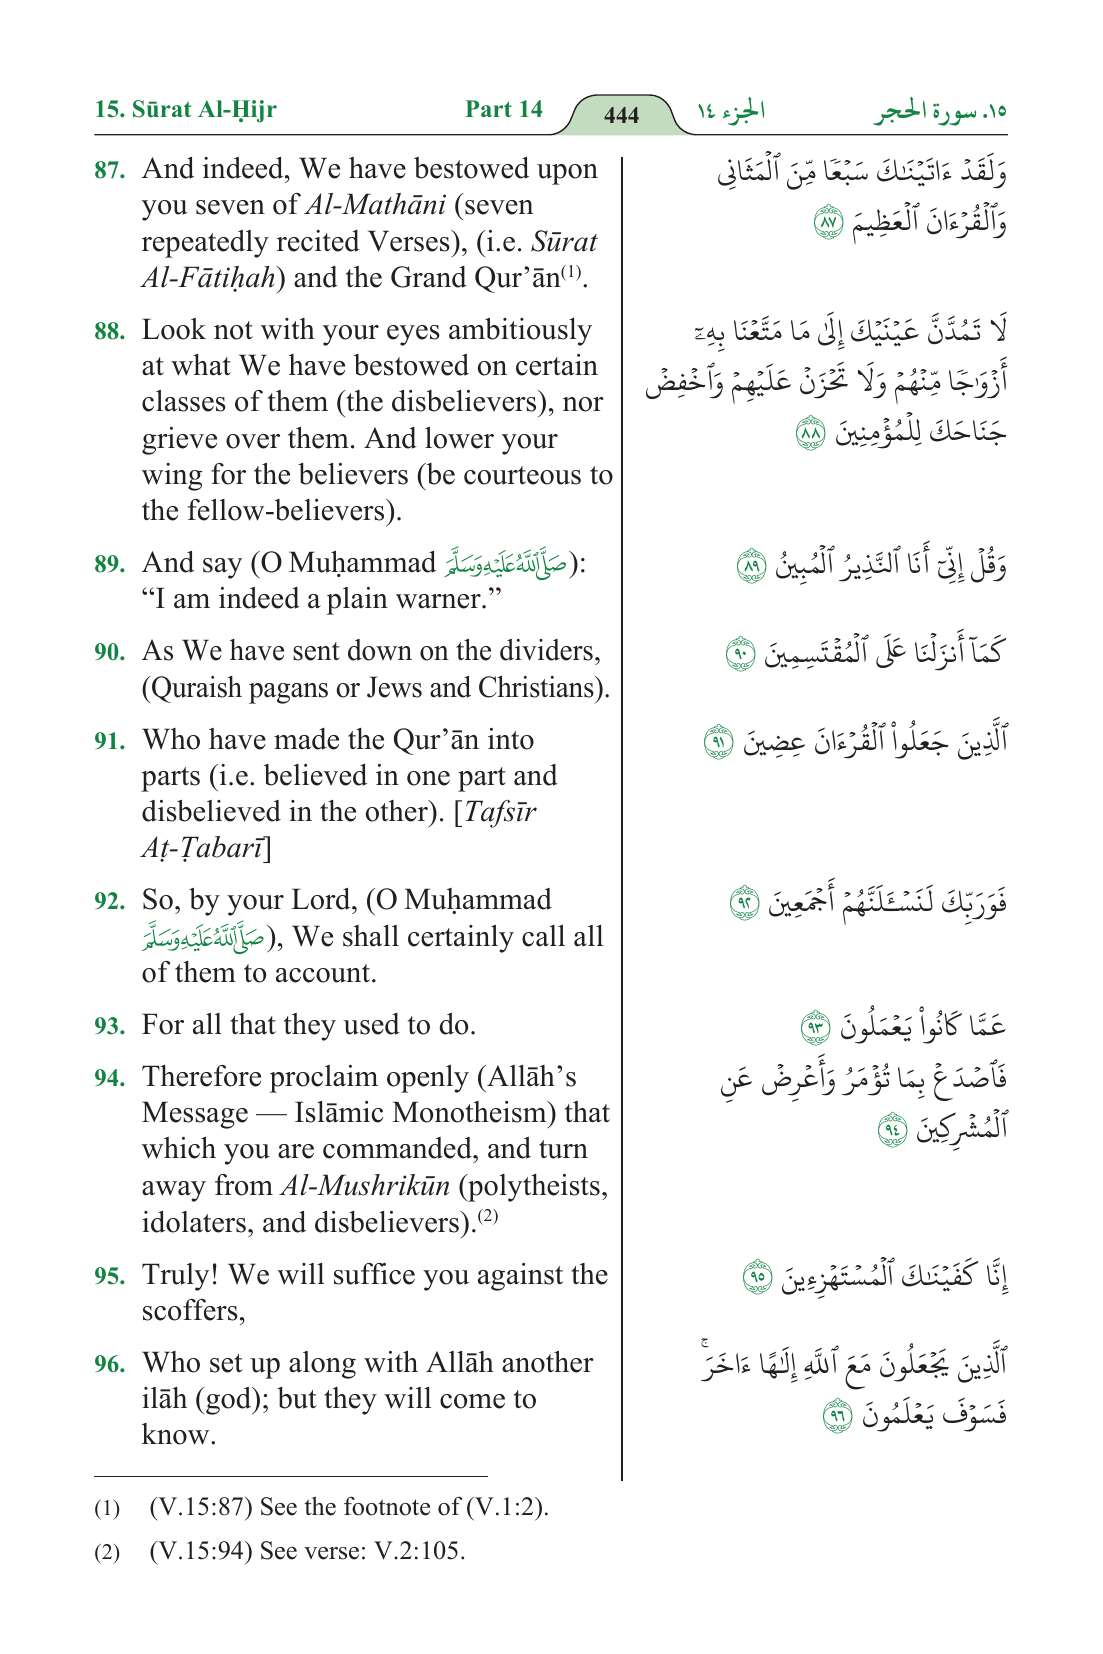 15. Sūrat Al-Ḥijr Part 14 444 الجزء ١٤ ١٥. سورة الحجر
87. And indeed, We have bestowed upon
you seven of Al-Mathāni (seven
repeatedly recited Verses), (i.e. Sūrat
Al-Fātiḥah) and the Grand Qur’ān(1).
88. Look not with your eyes ambitiously
at what We have bestowed on certain
classes of them (the disbelievers), nor
grieve over them. And lower your
wing for the believers (be courteous to
the fellow-believers).
89. And say (O Muḥammad صَلَّى ٱللَّهُ عَلَيْهِ وَسَلَّمَ):
“I am indeed a plain warner.”
90. As We have sent down on the dividers,
(Quraish pagans or Jews and Christians).
91. Who have made the Qur’ān into
parts (i.e. believed in one part and
disbelieved in the other). [Tafsīr
Aṭ-Ṭabarī]
92. So, by your Lord, (O Muḥammad
صَلَّى ٱللَّهُ عَلَيْهِ وَسَلَّمَ), We shall certainly call all
of them to account.
93. For all that they used to do.
94. Therefore proclaim openly (Allāh’s
Message — Islāmic Monotheism) that
which you are commanded, and turn
away from Al-Mushrikūn (polytheists,
idolaters, and disbelievers).(2)
95. Truly! We will suffice you against the
scoffers,
96. Who set up along with Allāh another
ilāh (god); but they will come to
know.
وَلَقَدۡ ءَاتَيۡنَٰكَ سَبۡعٗا مِّنَ ٱلۡمَثَانِي
وَٱلۡقُرۡءَانَ ٱلۡعَظِيمَ ٨٧
لَا تَمُدَّنَّ عَيۡنَيۡكَ إِلَىٰ مَا مَتَّعۡنَا بِهِۦٓ
أَزۡوَٰجٗا مِّنۡهُمۡ وَلَا تَحۡزَنۡ عَلَيۡهِمۡ وَٱخۡفِضۡ
جَنَاحَكَ لِلۡمُؤۡمِنِينَ ٨٨
وَقُلۡ إِنِّيٓ أَنَا ٱلنَّذِيرُ ٱلۡمُبِينُ ٨٩
كَمَآ أَنزَلۡنَا عَلَى ٱلۡمُقۡتَسِمِينَ ٩٠
ٱلَّذِينَ جَعَلُواْ ٱلۡقُرۡءَانَ عِضِينَ ٩١
فَوَرَبِّكَ لَنَسۡـَٔلَنَّهُمۡ أَجۡمَعِينَ ٩٢
عَمَّا كَانُواْ يَعۡمَلُونَ ٩٣
فَٱصۡدَعۡ بِمَا تُؤۡمَرُ وَأَعۡرِضۡ عَنِ
ٱلۡمُشۡرِكِينَ ٩٤
إِنَّا كَفَيۡنَٰكَ ٱلۡمُسۡتَهۡزِءِينَ ٩٥
ٱلَّذِينَ يَجۡعَلُونَ مَعَ ٱللَّهِ إِلَٰهًا ءَاخَرَۚ
فَسَوۡفَ يَعۡلَمُونَ ٩٦
(1) (V.15:87) See the footnote of (V.1:2).
(2) (V.15:94) See verse: V.2:105.